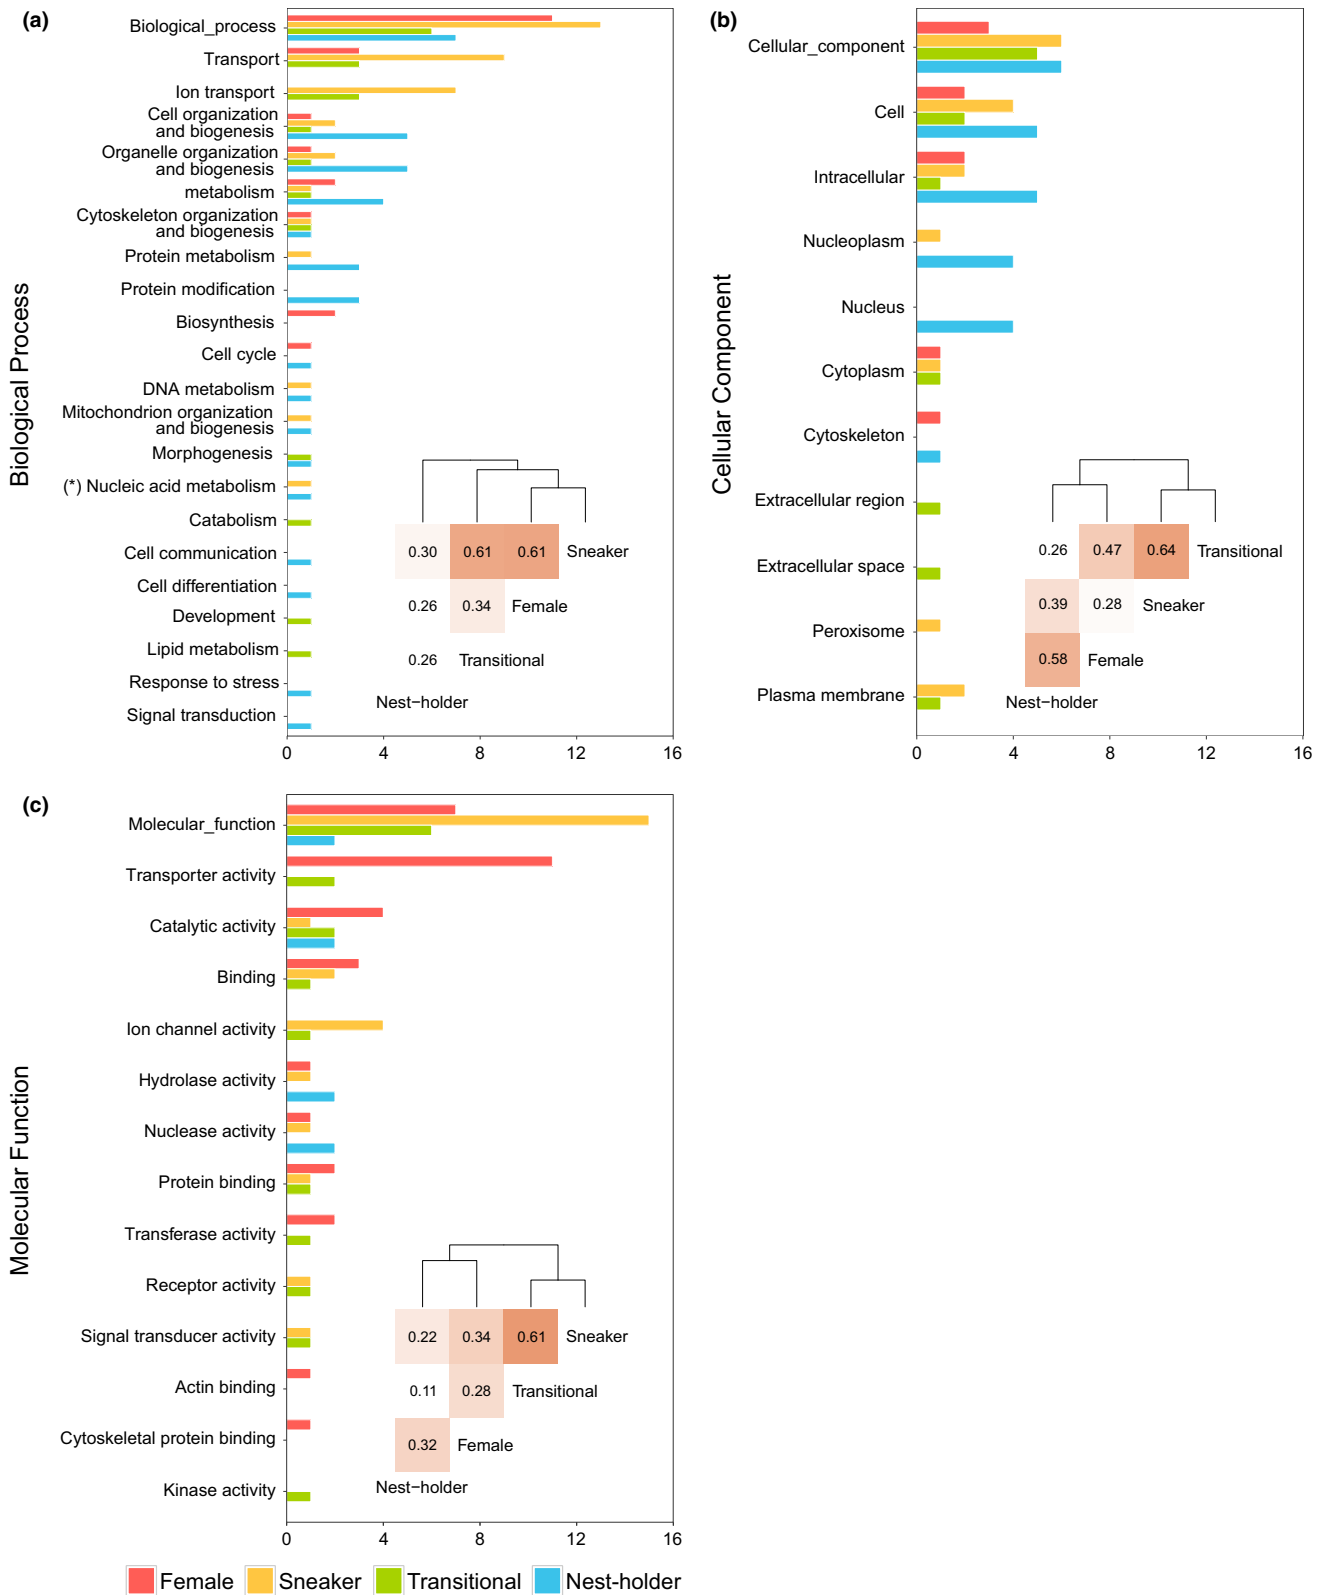 (a)
Biological Process
Biological_process
Transport
Ion transport
Cell organization
and biogenesis
Organelle organization
and biogenesis
metabolism
Cytoskeleton organization
and biogenesis
Protein metabolism
Protein modification
Biosynthesis
Cell cycle
DNA metabolism
Mitochondrion organization
and biogenesis
Morphogenesis
(*) Nucleic acid metabolism
Catabolism
Cell communication
Cell differentiation
Development
Lipid metabolism
Response to stress
Signal transduction
0.30 0.61 0.61 Sneaker
0.26 0.34 Female
0.26 Transitional
Nest−holder
0 4 8 12 16
(b)
Cellular Component
Cellular_component
Cell
Intracellular
Nucleoplasm
Nucleus
Cytoplasm
Cytoskeleton
Extracellular region
Extracellular space
Peroxisome
Plasma membrane
0.26 0.47 0.64 Transitional
0.39 0.28 Sneaker
0.58 Female
Nest−holder
0 4 8 12 16
(c)
Molecular Function
Molecular_function
Transporter activity
Catalytic activity
Binding
Ion channel activity
Hydrolase activity
Nuclease activity
Protein binding
Transferase activity
Receptor activity
Signal transducer activity
Actin binding
Cytoskeletal protein binding
Kinase activity
0.22 0.34 0.61 Sneaker
0.11 0.28 Transitional
0.32 Female
Nest−holder
0 4 8 12 16
Female Sneaker Transitional Nest−holder